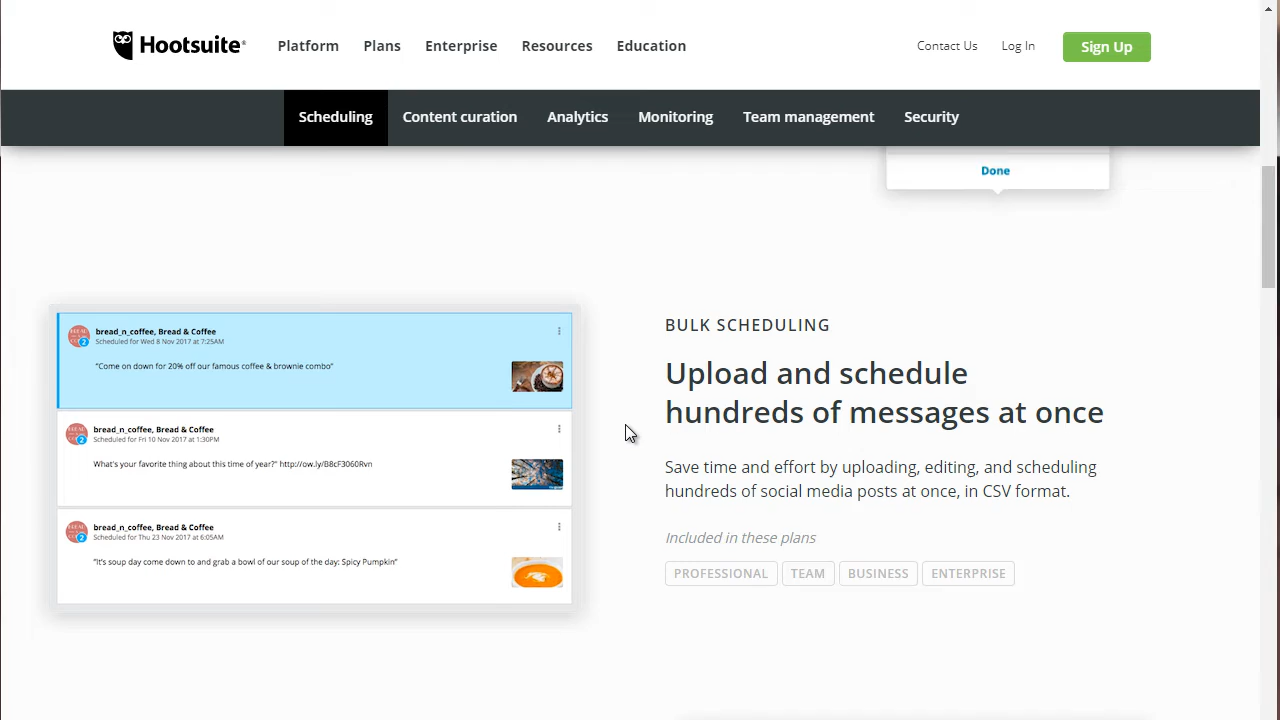 Hootsuite®
Platform
Plans
Enterprise
Resources
Education
Contact Us
Log In
Sign Up
Scheduling
Content curation
Analytics
Monitoring
Team management
Security
Done
bread_n_coffee, Bread & Coffee
Scheduled for Wed 8 Nov 2017 at 7:25AM
"Come on down for 20% off our famous coffee & brownie combo"
2
bread_n_coffee, Bread & Coffee
Scheduled for Fri 10 Nov 2017 at 1:30PM
What's your favorite thing about this time of year?" http://ow.ly/B8cF3060Rvn
2
bread_n_coffee, Bread & Coffee
Scheduled for Thu 23 Nov 2017 at 6:05AM
"It's soup day come down to and grab a bowl of our soup of the day: Spicy Pumpkin"
2
BULK SCHEDULING
Upload and schedule
hundreds of messages at once
Save time and effort by uploading, editing, and scheduling
hundreds of social media posts at once, in CSV format.
Included in these plans
PROFESSIONAL
TEAM
BUSINESS
ENTERPRISE